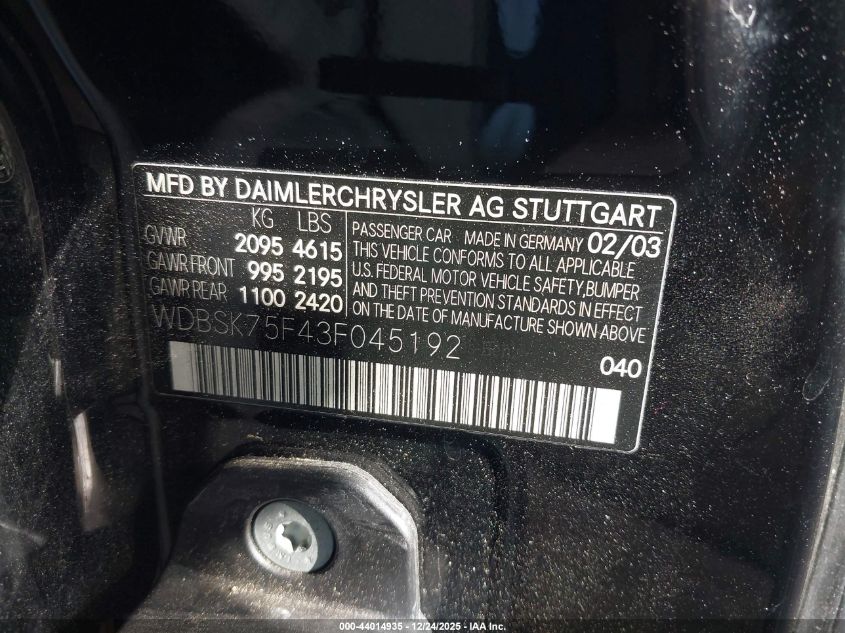 MFD BY DAIMLERCHRYSLER AG STUTTGART
KG LBS
GVWR 2095 4615
GAWR FRONT 995 2195
GAWR REAR 1100 2420
PASSENGER CAR MADE IN GERMANY 02/03
THIS VEHICLE CONFORMS TO ALL APPLICABLE
U.S. FEDERAL MOTOR VEHICLE SAFETY,BUMPER
AND THEFT PREVENTION STANDARDS IN EFFECT
ON THE DATE OF MANUFACTURE SHOWN ABOVE
WDBSK75F43F045192
040
000-44014935 - 12/24/2025 - IAA Inc.